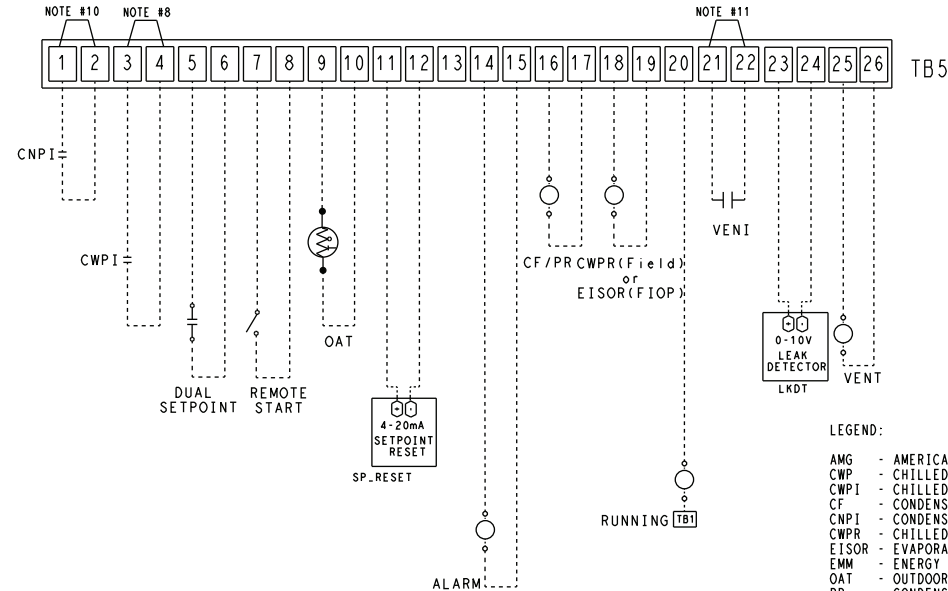 NOTE #10 NOTE #8 NOTE #11
1 2 3 4 5 6 7 8 9 10 11 12 13 14 15 16 17 18 19 20 21 22 23 24 25 26 TB5
CNPI
VENI
CWPI
CF/PR CWPR(Field)
or
EISOR(FIOP)
OAT
0-10V
LEAK
DETECTOR
LKDT
VENT
DUAL
SETPOINT
REMOTE
START
+ -
4-20mA
SETPOINT
RESET
SP_RESET
RUNNING TB1
ALARM
LEGEND:
AMG - AMERICA
CWP - CHILLED
CWPI - CHILLED
CF - CONDENS
CNPI - CONDENS
CWPR - CHILLED
EISOR - EVAPORA
EMM - ENERGY
OAT - OUTDOOR